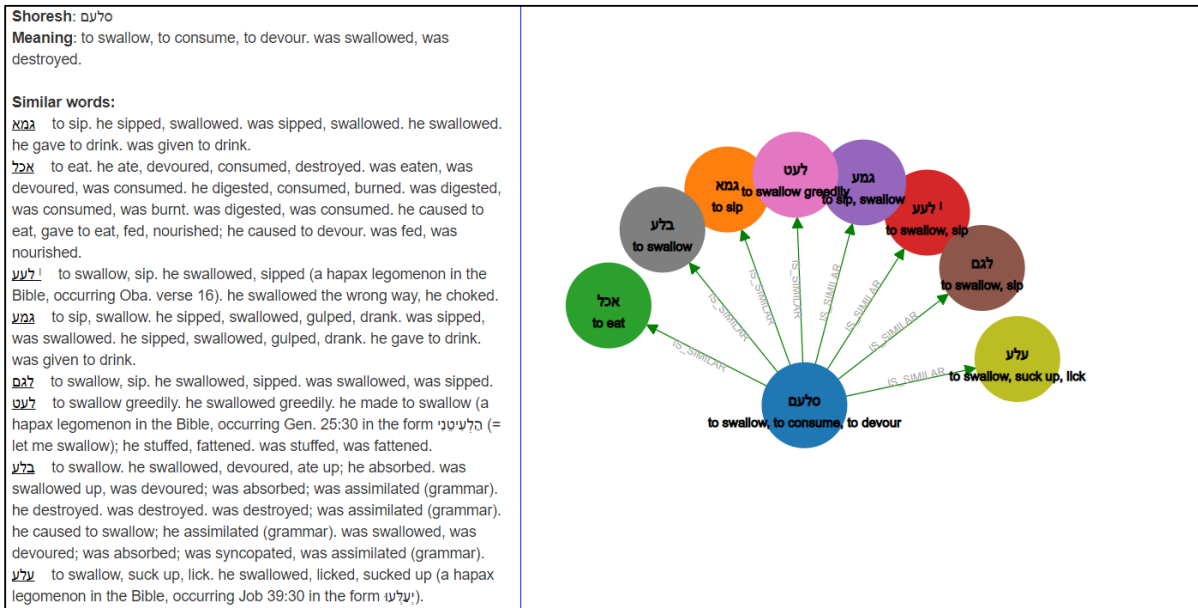 Shoresh: סלעם
Meaning: to swallow, to consume, to devour. was swallowed, was
destroyed.
Similar words:
גמא to sip. he sipped, swallowed. was sipped, swallowed. he swallowed.
he gave to drink. was given to drink.
אכל to eat. he ate, devoured, consumed, destroyed. was eaten, was
devoured, was consumed. he digested, consumed, burned. was digested,
was consumed, was burnt. was digested, was consumed. he caused to
eat, gave to eat, fed, nourished; he caused to devour. was fed, was
nourished.
לעע ᴵ to swallow, sip. he swallowed, sipped (a hapax legomenon in the
Bible, occurring Oba. verse 16). he swallowed the wrong way, he choked.
גמע to sip, swallow. he sipped, swallowed, gulped, drank. was sipped,
was swallowed. he sipped, swallowed, gulped, drank. he gave to drink.
was given to drink.
לגם to swallow, sip. he swallowed, sipped. was swallowed, was sipped.
לעט to swallow greedily. he swallowed greedily. he made to swallow (a
hapax legomenon in the Bible, occurring Gen. 25:30 in the form הַלְעִיטֵנִי (=
let me swallow); he stuffed, fattened. was stuffed, was fattened.
בלע to swallow. he swallowed, devoured, ate up; he absorbed. was
swallowed up, was devoured; was absorbed; was assimilated (grammar).
he destroyed. was destroyed. was destroyed; was assimilated (grammar).
he caused to swallow; he assimilated (grammar). was swallowed, was
devoured; was absorbed; was syncopated, was assimilated (grammar).
עלע to swallow, suck up, lick. he swallowed, licked, sucked up (a hapax
legomenon in the Bible, occurring Job 39:30 in the form יְעַלְעוּ).
לעט
to swallow greedily
גמא
to sip
גמע
to sip, swallow
לעע ᴵ
to swallow, sip
בלע
to swallow
לגם
to swallow, sip
אכל
to eat
עלע
to swallow, suck up, lick
IS_SIMILAR
IS_SIMILAR
IS_SIMILAR
IS_SIMILAR
IS_SIMILAR
IS_SIMILAR
IS_SIMILAR
IS_SIMILAR
סלעם
to swallow, to consume, to devour